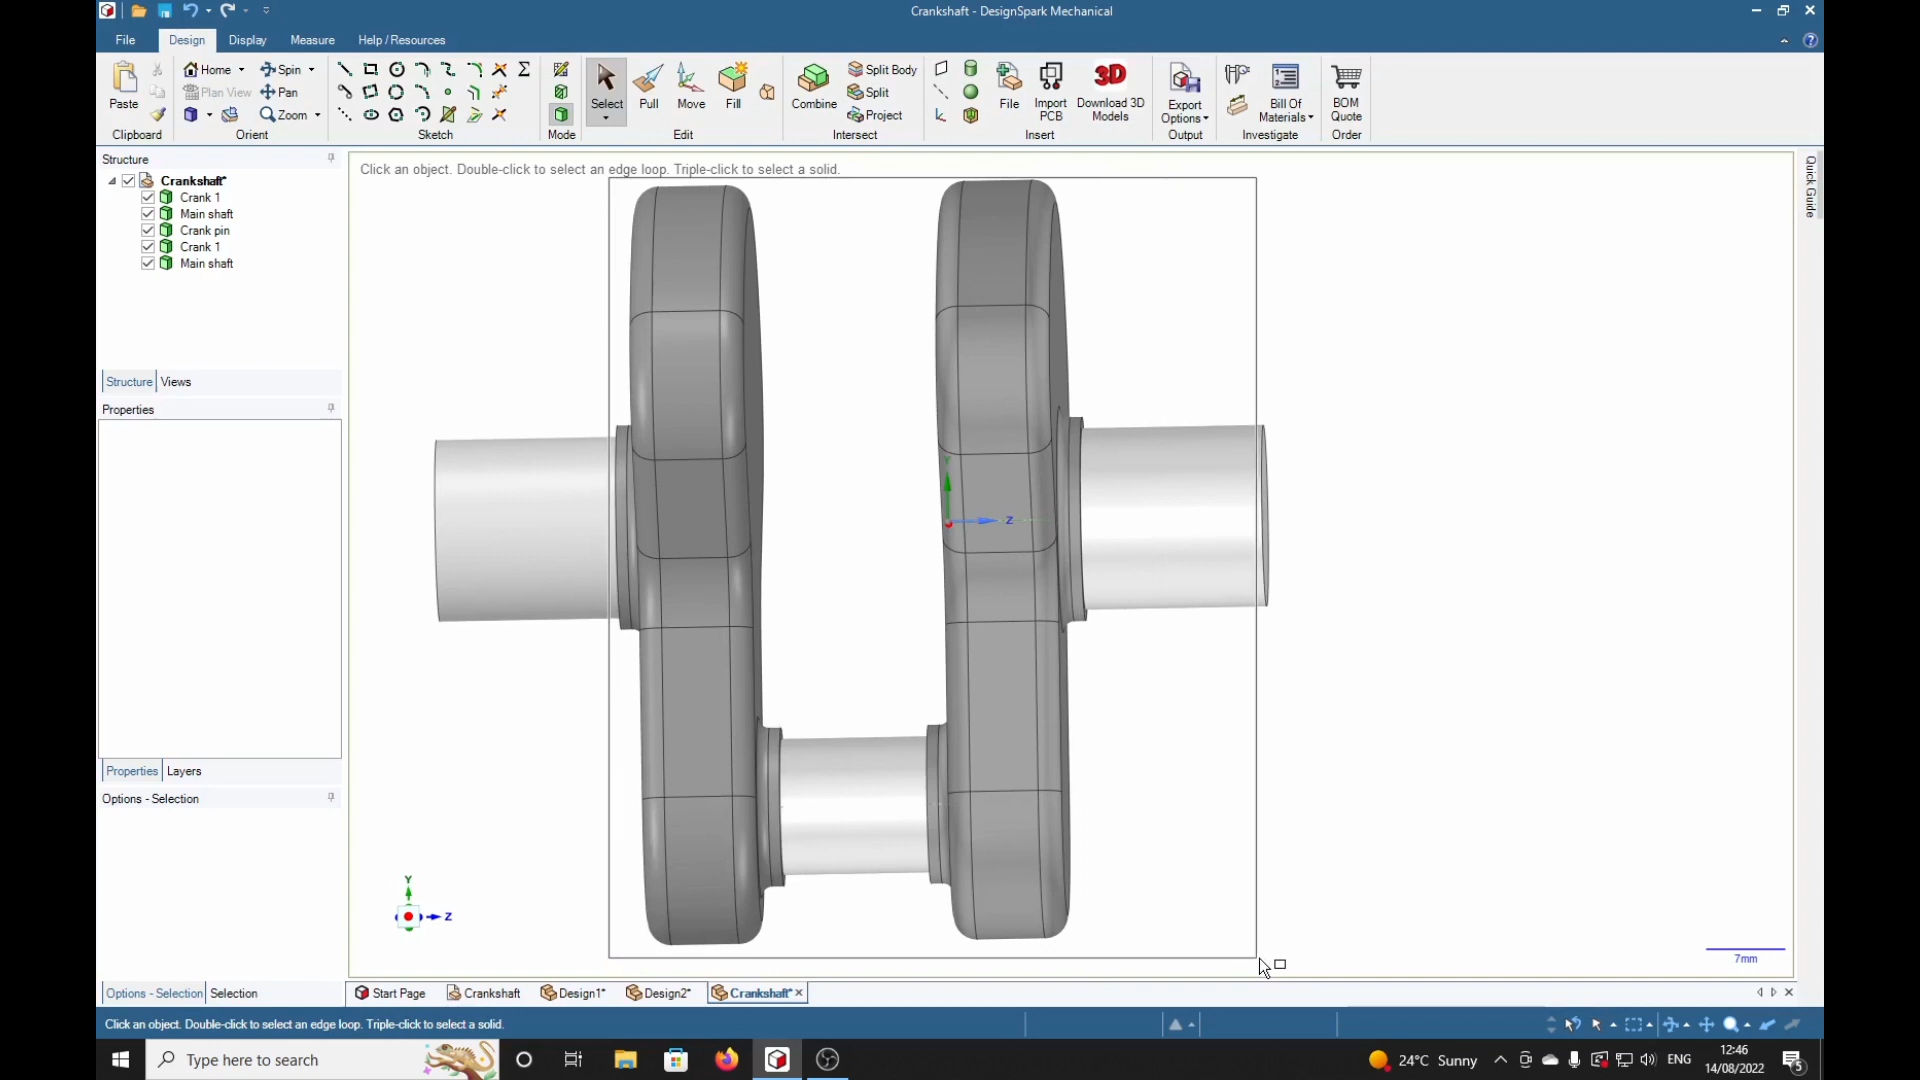 Crankshaft - DesignSpark Mechanical
File Design Display Measure Help / Resources
Paste
Clipboard
Home
Plan View
Spin
Pan
Zoom
Orient
Sketch
Mode
Select
Pull
Move
Fill
Edit
Combine
Split Body
Split
Project
Intersect
File
Import PCB
Download 3D Models
Insert
3D
Export Options
Output
Bill Of Materials
Investigate
BOM Quote
Order
Structure
Crankshaft*
Crank 1
Main shaft
Crank pin
Crank 1
Main shaft
Structure Views
Properties
Properties Layers
Options - Selection
Options - Selection Selection
Click an object. Double-click to select an edge loop. Triple-click to select a solid.
Quick Guide
Y
Z
Y
Z
7mm
Start Page Crankshaft Design1* Design2* Crankshaft*
Click an object. Double-click to select an edge loop. Triple-click to select a solid.
Type here to search
24°C Sunny
ENG
12:46
14/08/2022
5